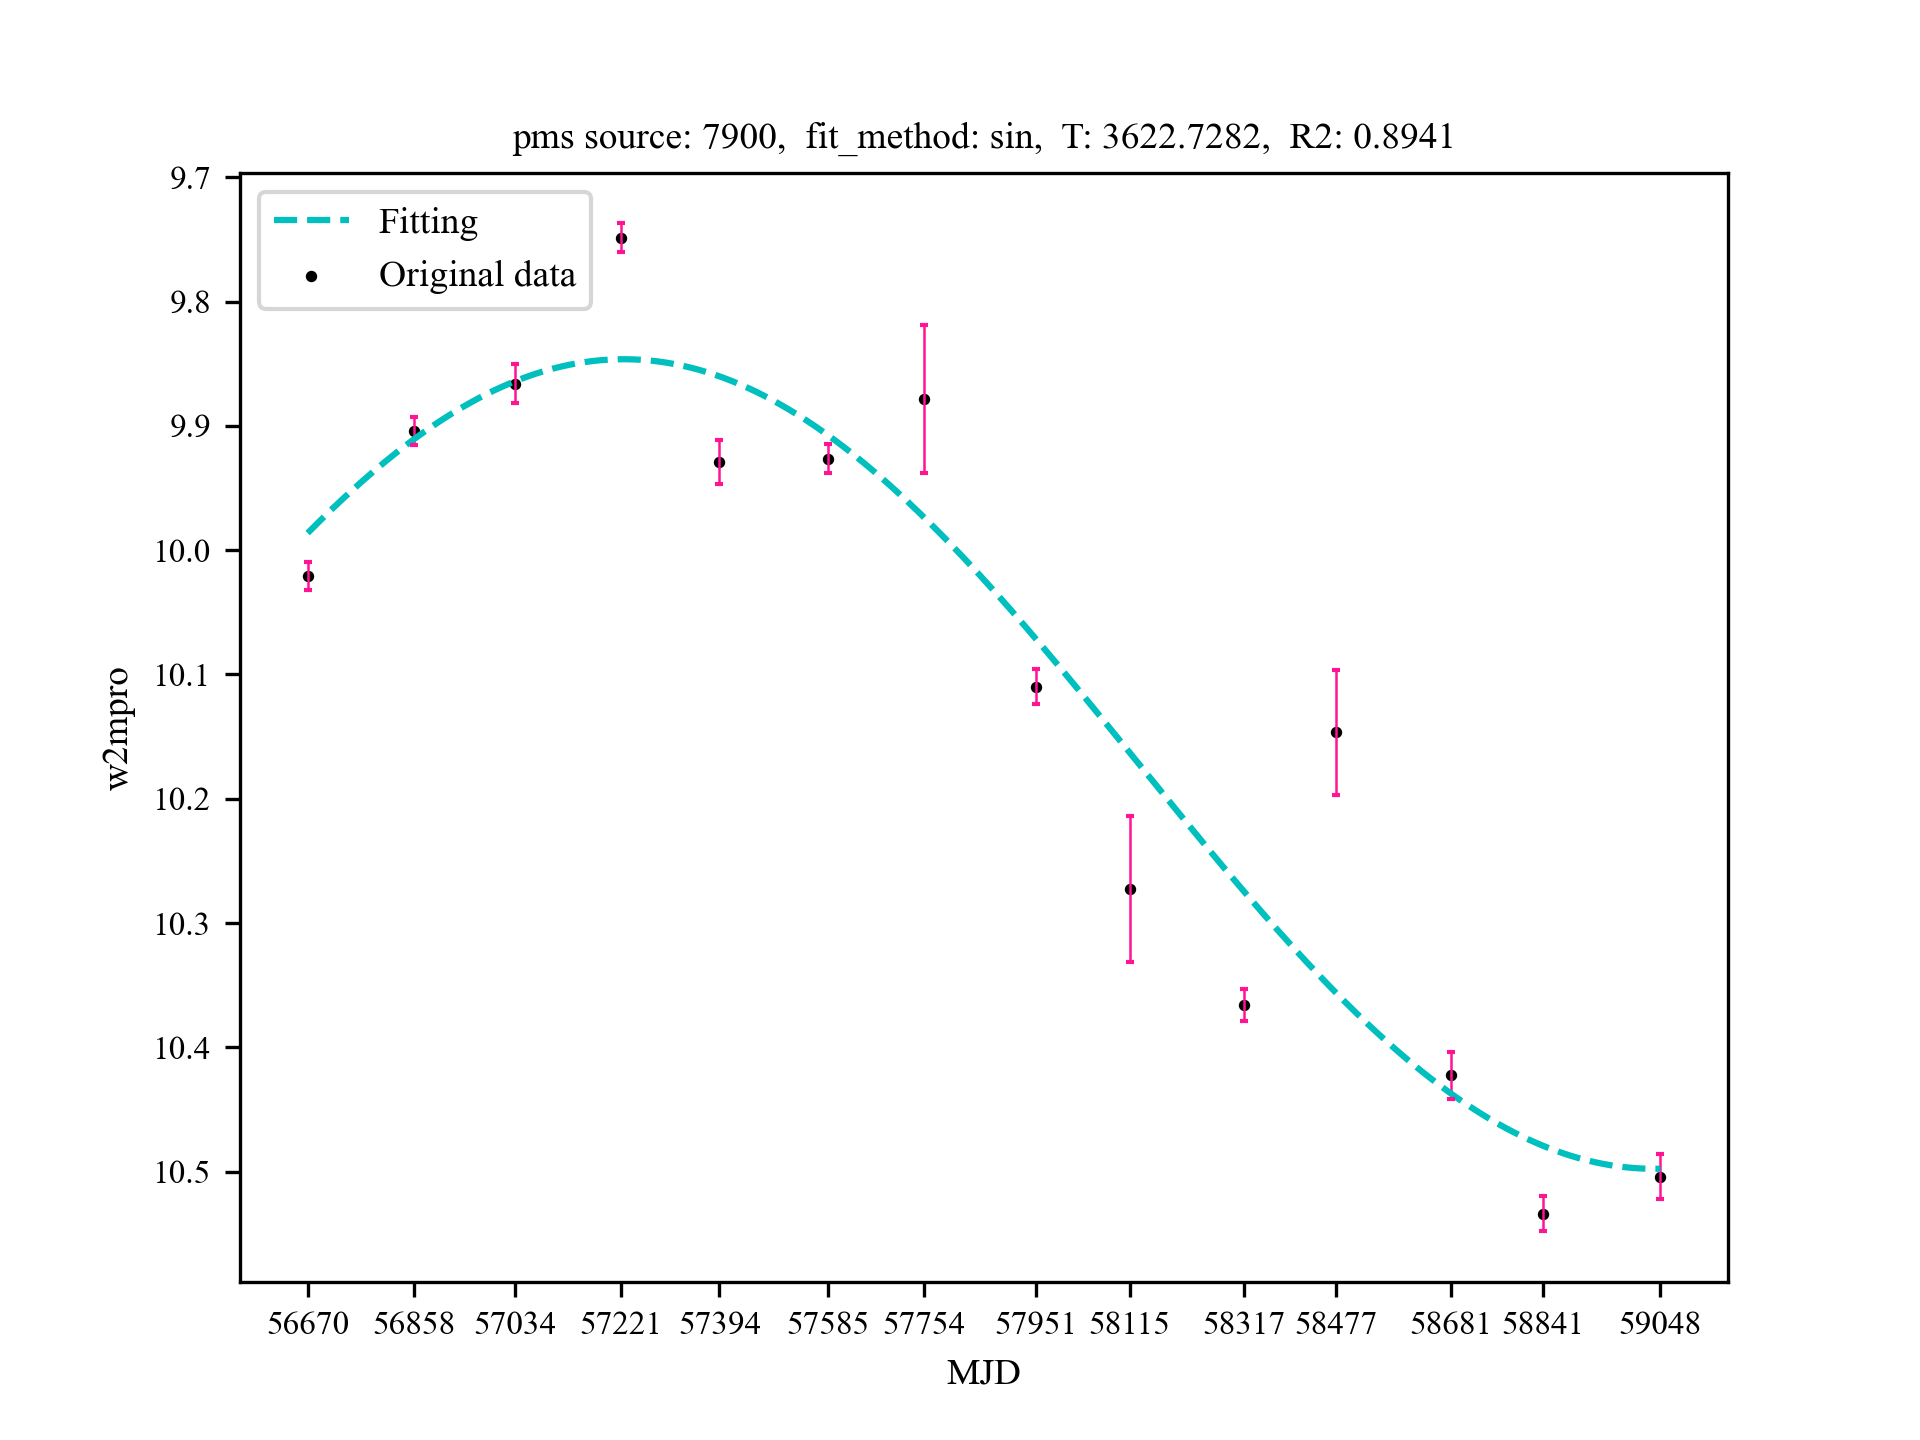 pms source: 7900, fit_method: sin, T: 3622.7282, R2: 0.8941
Fitting
Original data
9.7
9.8
9.9
10.0
10.1
10.2
10.3
10.4
10.5
w2mpro
56670 56858 57034 57221 57394 57585 57754 57951 58115 58317 58477 58681 58841 59048
MJD